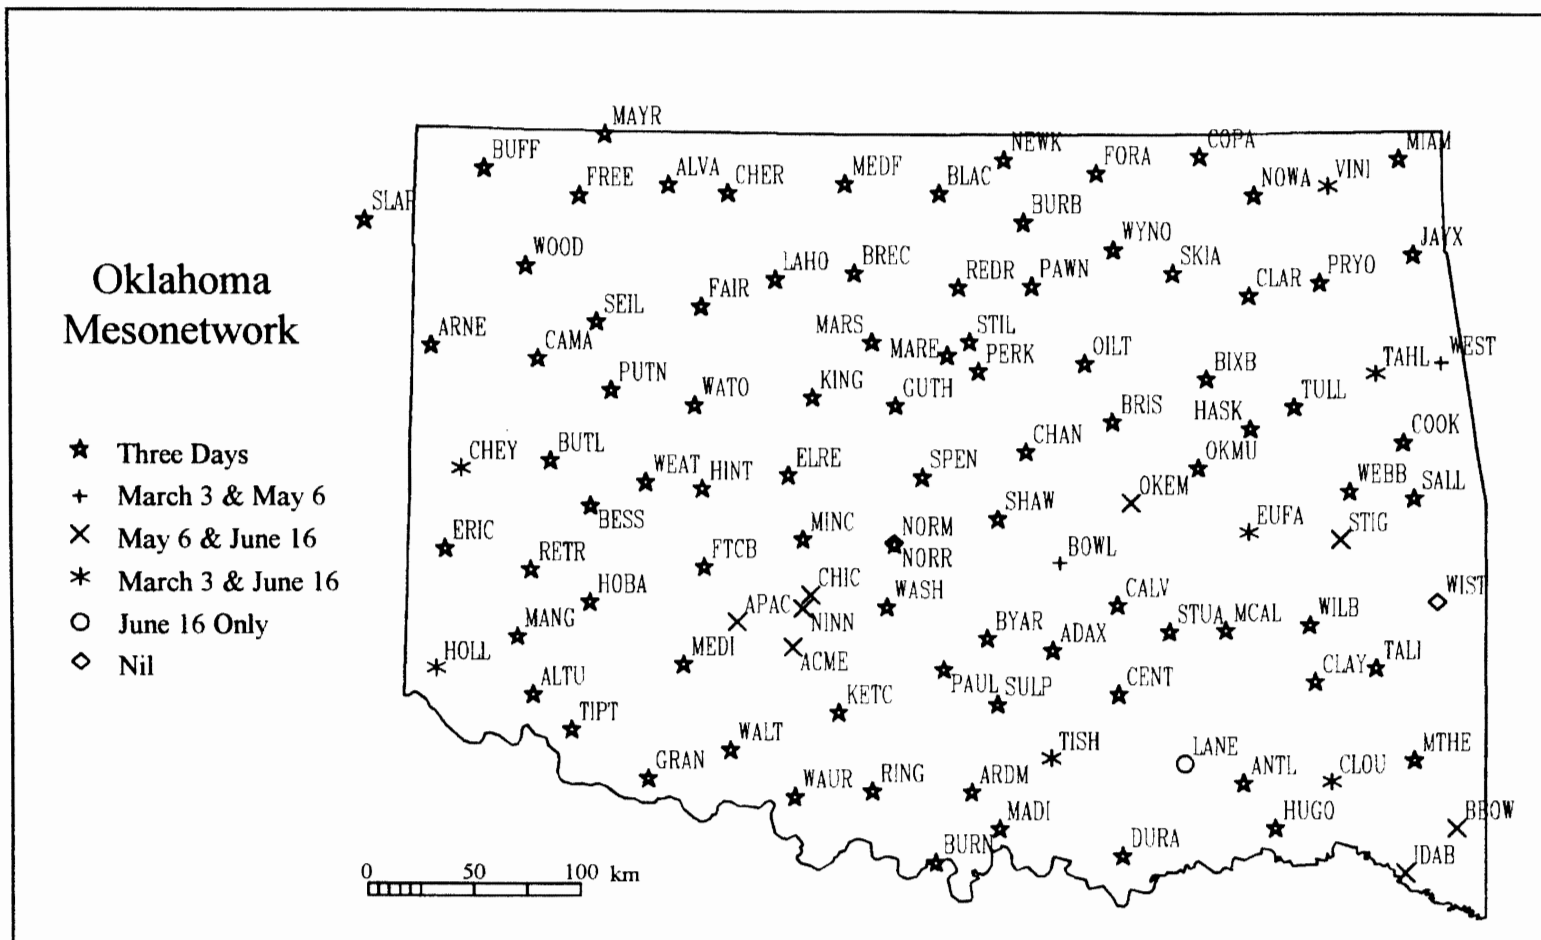 MAYR
BUFF
FREE
ALVA
CHER
MEDF
BLAC
NEWK
FORA
COPA
NOWA
VINI
MIAM
BURB
WYNO
SKIA
JAYX
WOOD
LAHO
BREC
REDR
PAWN
CLAR
PRYO
Oklahoma
Mesonetwork
SEIL
FAIR
ARNE
CAMA
MARS
STIL
MARE
PERK
OILT
BIXB
TAHL
WEST
PUTN
WATO
KING
GUTH
BRIS
HASK
TULL
COOK
Three Days
March 3 & May 6
May 6 & June 16
March 3 & June 16
June 16 Only
Nil
CHEY
BUTL
WEAT
HINT
ELRE
SPEN
CHAN
OKMU
WEBB
SALL
OKEM
BESS
SHAW
EUFA
STIG
ERIC
RETR
FTCB
MINC
NORM
NORR
BOWL
HOBA
CHIC
APAC
NINN
WASH
CALV
STUA
MCAL
WILB
WIST
MANG
BYAR
ADAX
HOLL
MEDI
ACME
PAUL
SULP
CENT
CLAY
TALI
ALTU
TIPT
KETC
WALT
TISH
LANE
ANTL
CLOU
MTHE
GRAN
WAUR
RING
ARDM
MADI
HUGO
BURN
DURA
IDAB
0 50 100 km